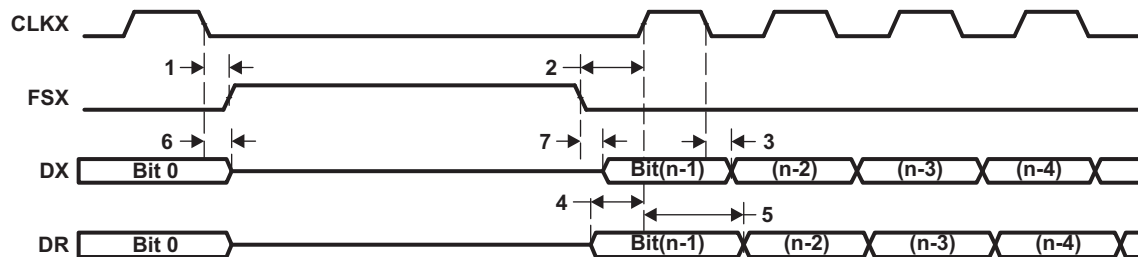 CLKX
1
2
FSX
6
7
3
DX
Bit 0
Bit(n-1)
(n-2)
(n-3)
(n-4)
4
5
DR
Bit 0
Bit(n-1)
(n-2)
(n-3)
(n-4)